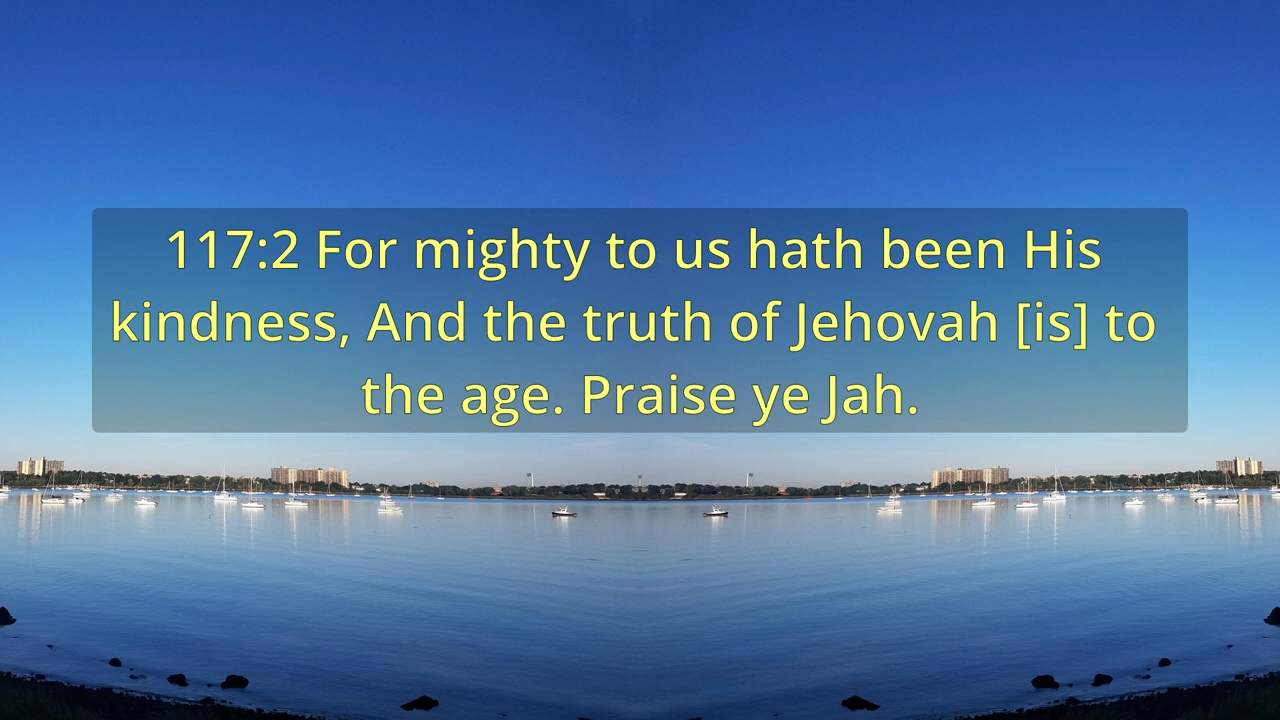 117:2 For mighty to us hath been His
kindness, And the truth of Jehovah [is] to
the age. Praise ye Jah.